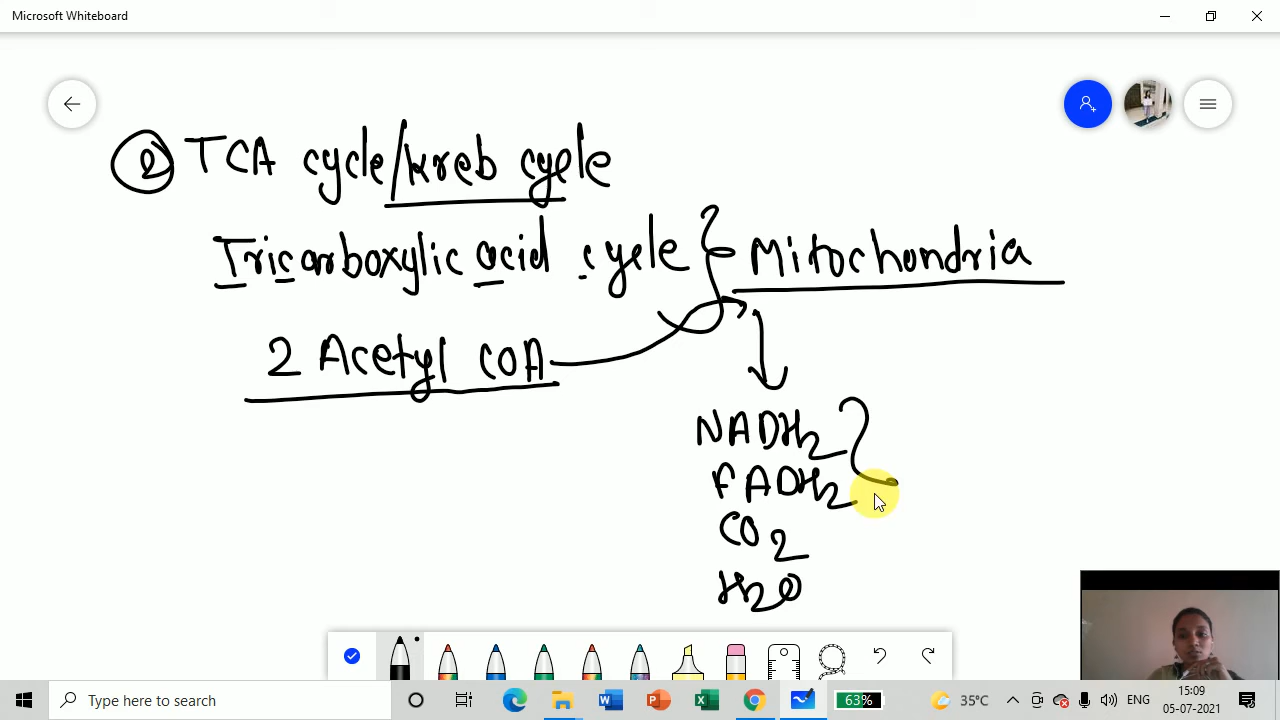 Microsoft Whiteboard
② TCA cycle/Kreb cycle
Tricarboxylic acid cycle } Mitochondria
2 Acetyl COA
NADH2
FADH2
CO2
H2O
Type here to search
63%
35°C
ENG
15:09
05-07-2021